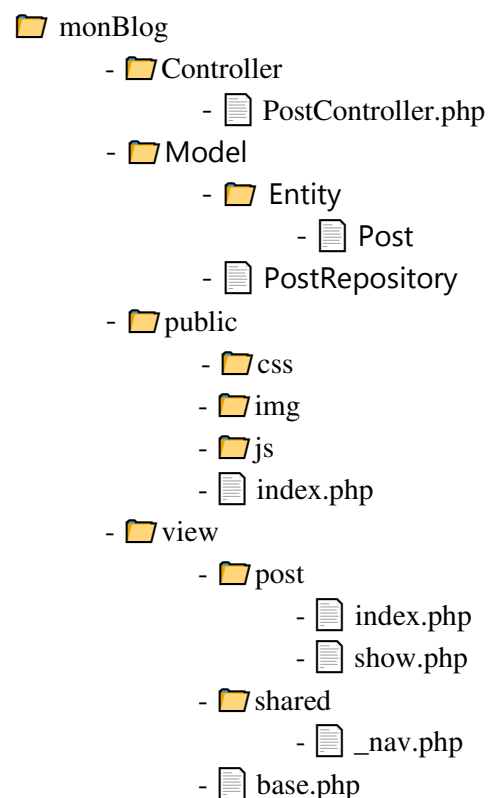 monBlog
- Controller
- PostController.php
- Model
- Entity
- Post
- PostRepository
- public
- css
- img
- js
- index.php
- view
- post
- index.php
- show.php
- shared
- _nav.php
- base.php